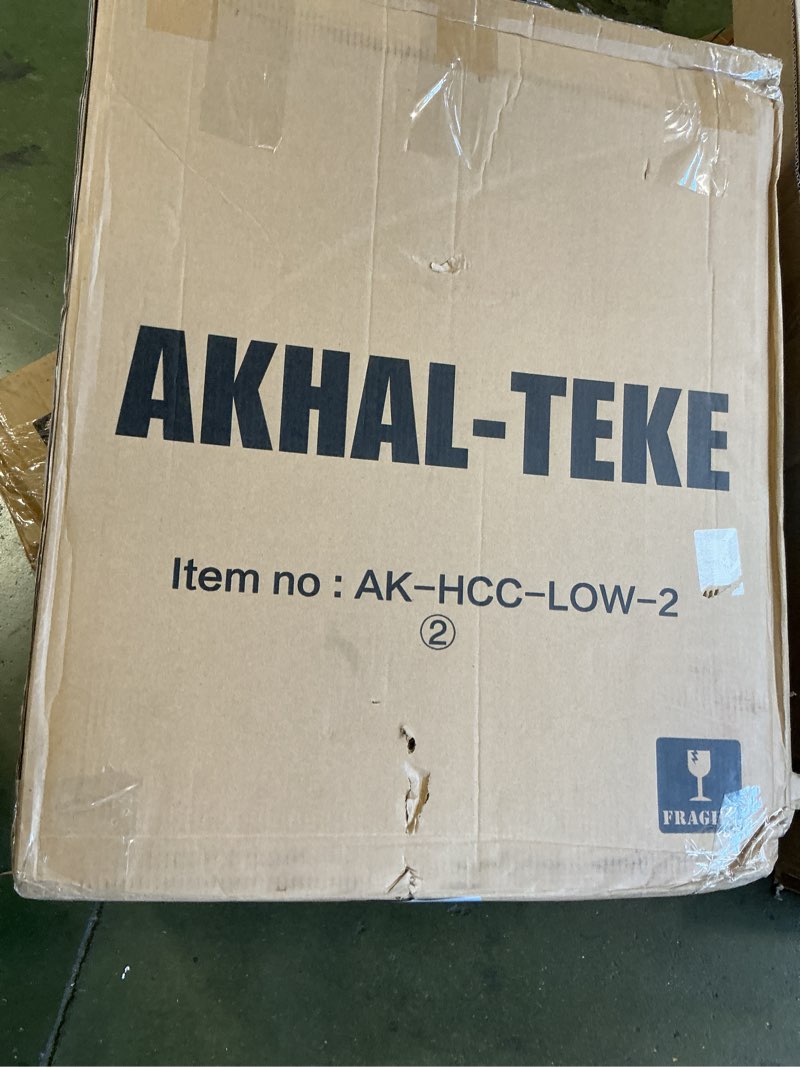 AKHAL-TEKE
Item no : AK-HCC-LOW-2
②